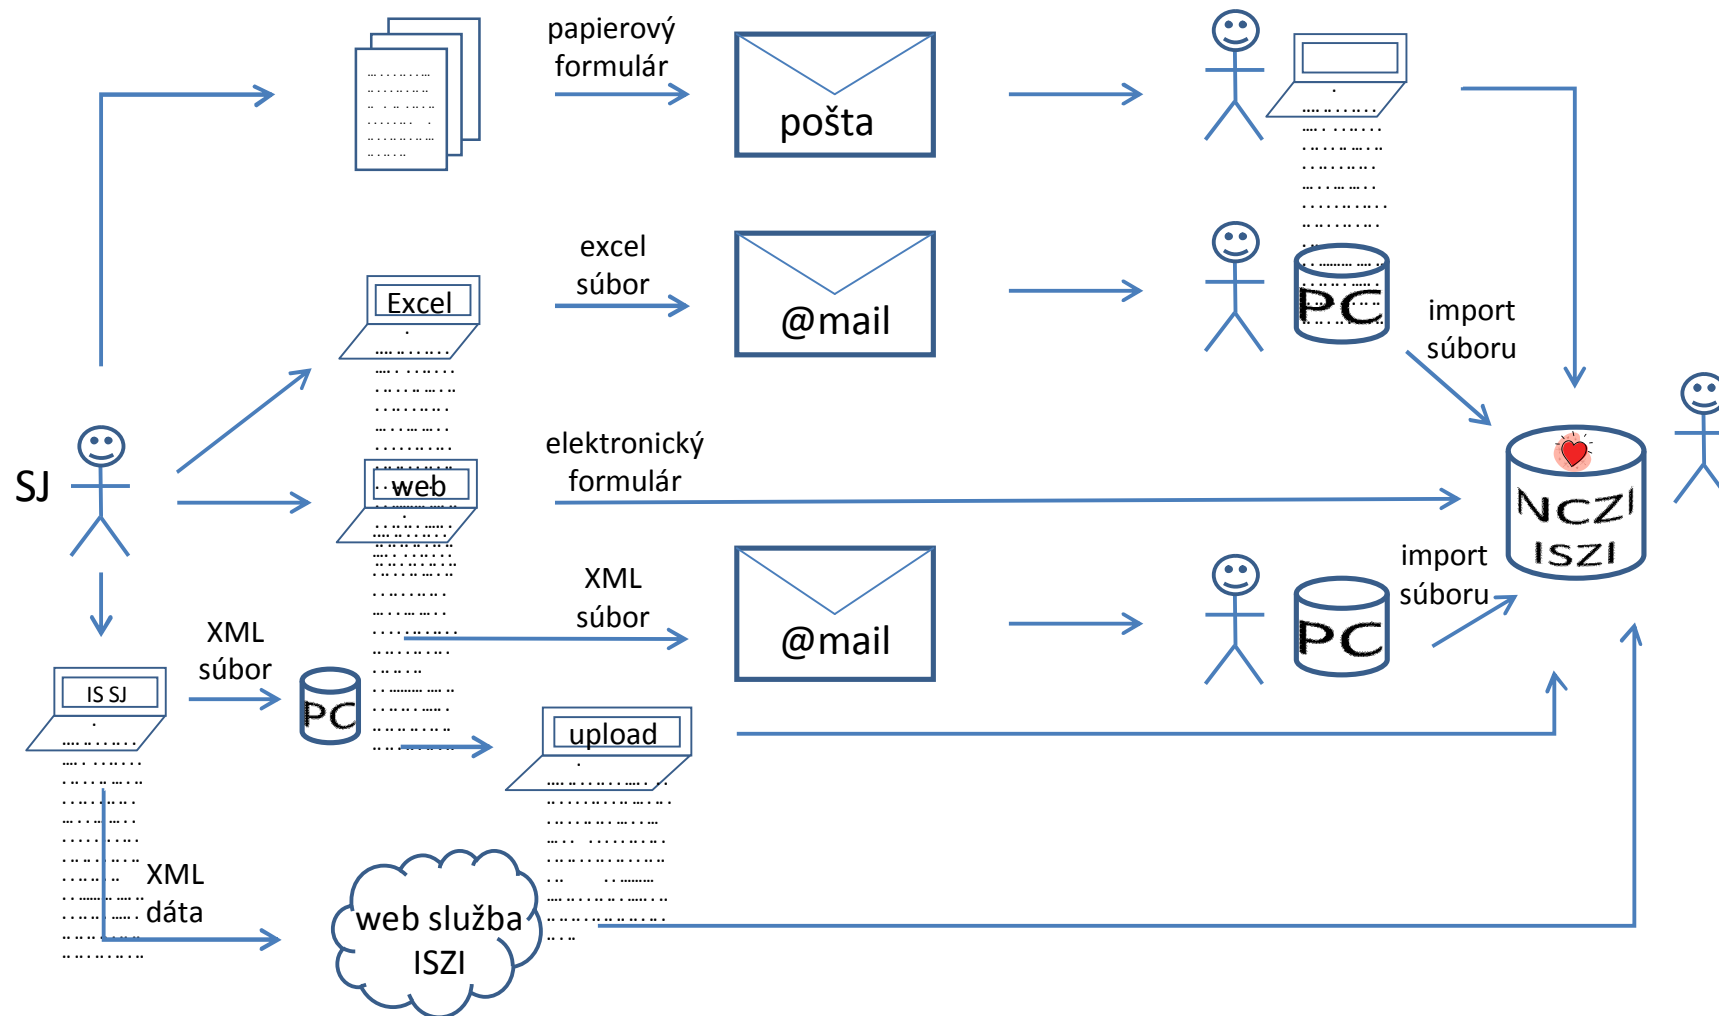 papierový
formulár
pošta
excel
súbor
Excel
@mail
PC
import
súboru
SJ
elektronický
formulár
web
NCZI
ISZI
XML
súbor
@mail
PC
import
súboru
XML
súbor
IS SJ
PC
upload
XML
dáta
web služba
ISZI